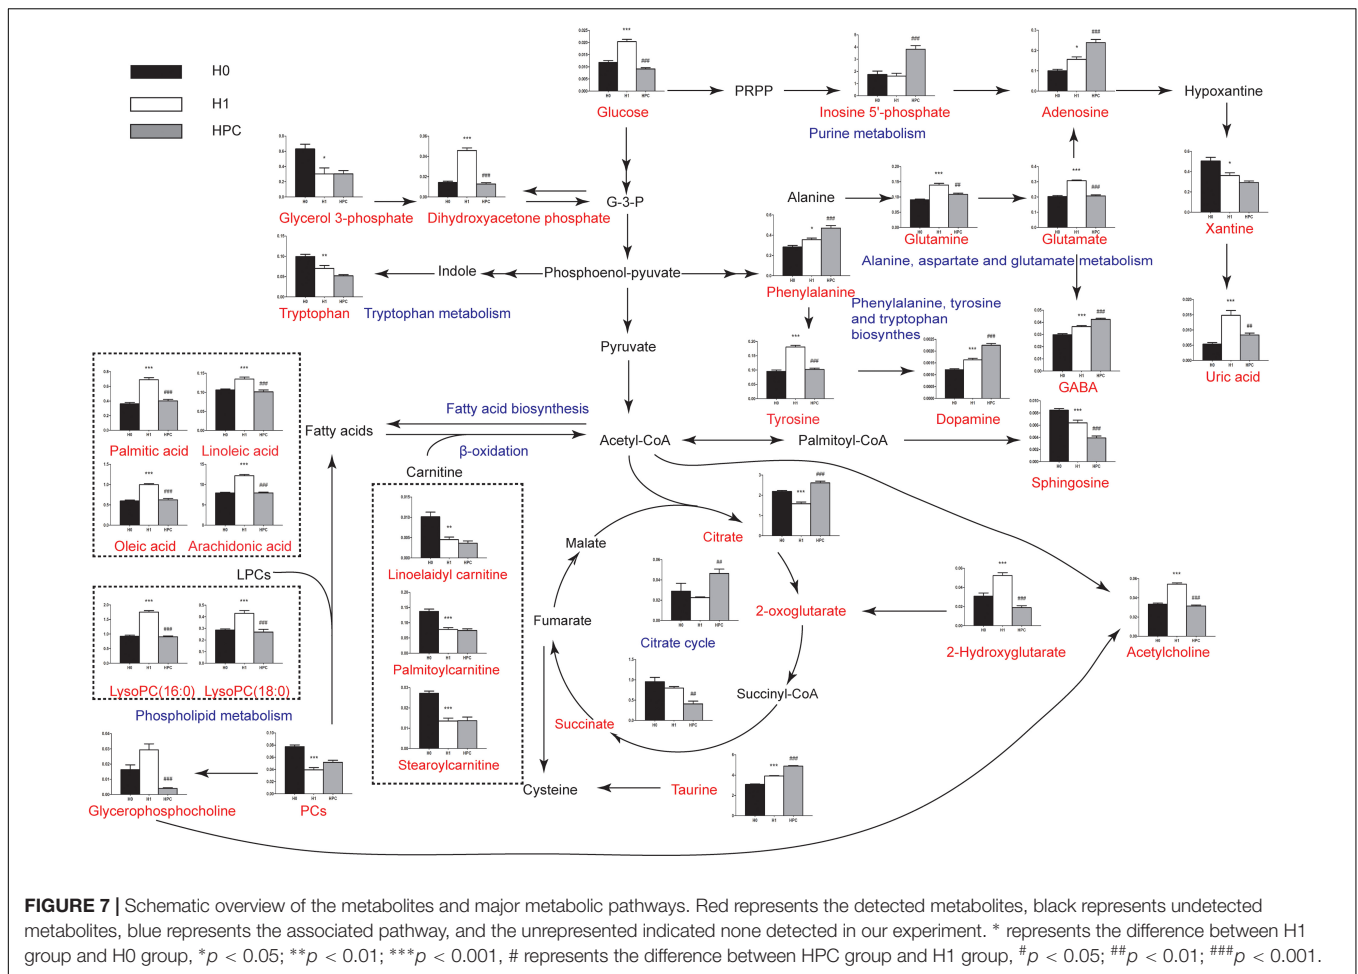 H0
H1
HPC
Glucose
PRPP
Inosine 5'-phosphate
Purine metabolism
Adenosine
Hypoxantine
Glycerol 3-phosphate
Dihydroxyacetone phosphate
G-3-P
Alanine
Glutamine
Glutamate
Xantine
Alanine, aspartate and glutamate metabolism
Tryptophan
Tryptophan metabolism
Indole
Phosphoenol-pyuvate
Phenylalanine
Phenylalanine, tyrosine
and tryptophan
biosynthes
Pyruvate
Tyrosine
Dopamine
GABA
Uric acid
Fatty acid biosynthesis
Fatty acids
β-oxidation
Acetyl-CoA
Palmitoyl-CoA
Sphingosine
Palmitic acid
Linoleic acid
Oleic acid
Arachidonic acid
Carnitine
Linoelaidyl carnitine
Palmitoylcarnitine
Stearoylcarnitine
LPCs
LysoPC(16:0)
LysoPC(18:0)
Phospholipid metabolism
Glycerophosphocholine
PCs
Malate
Citrate
Fumarate
2-oxoglutarate
Citrate cycle
2-Hydroxyglutarate
Acetylcholine
Succinyl-CoA
Succinate
Cysteine
Taurine
FIGURE 7 | Schematic overview of the metabolites and major metabolic pathways. Red represents the detected metabolites, black represents undetected
metabolites, blue represents the associated pathway, and the unrepresented indicated none detected in our experiment. * represents the difference between H1
group and H0 group, *p < 0.05; **p < 0.01; ***p < 0.001, # represents the difference between HPC group and H1 group, #p < 0.05; ##p < 0.01; ###p < 0.001.